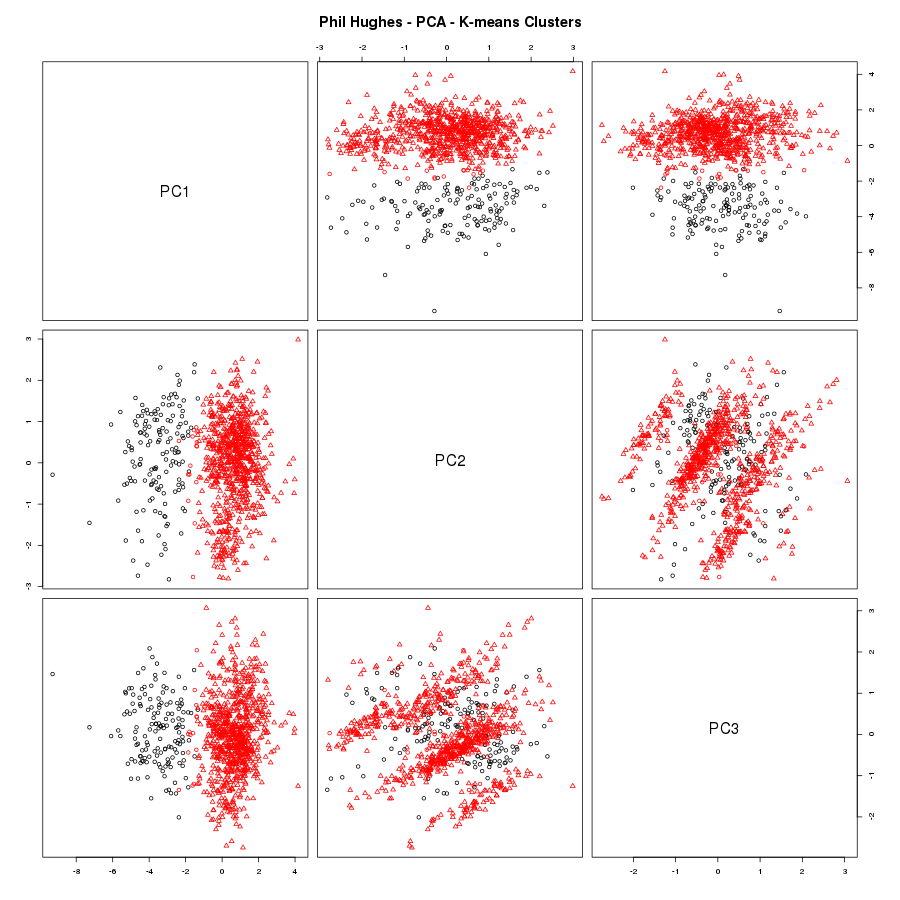 Phil Hughes - PCA - K-means Clusters
-3 -2 -1 0 1 2 3
PC1
4 2 0 -2 -4 -6 -8
3 2 1 0 -1 -2 -3
PC2
PC3
3 2 1 0 -1 -2
-8 -6 -4 -2 0 2 4
-2 -1 0 1 2 3